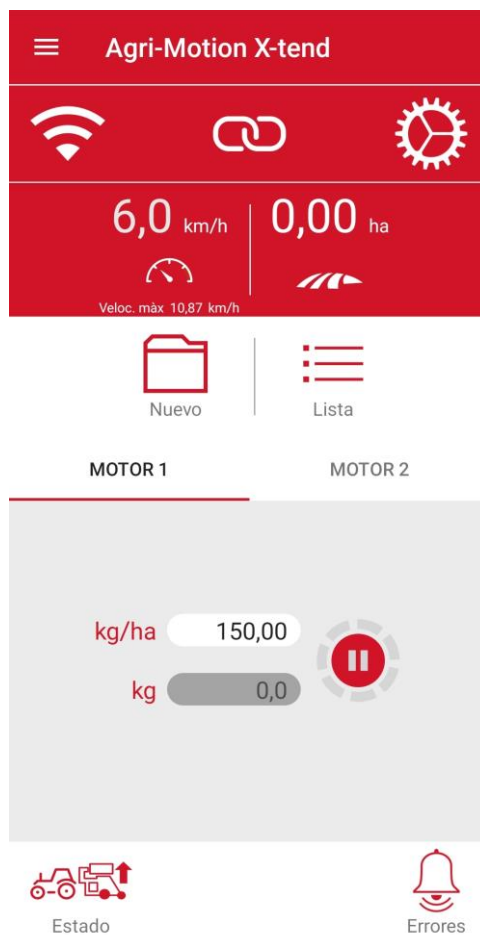 Agri-Motion X-tend
6,0 km/h 0,00 ha
Veloc. màx 10,87 km/h
Nuevo Lista
MOTOR 1 MOTOR 2
kg/ha 150,00
kg 0,0
Estado Errores